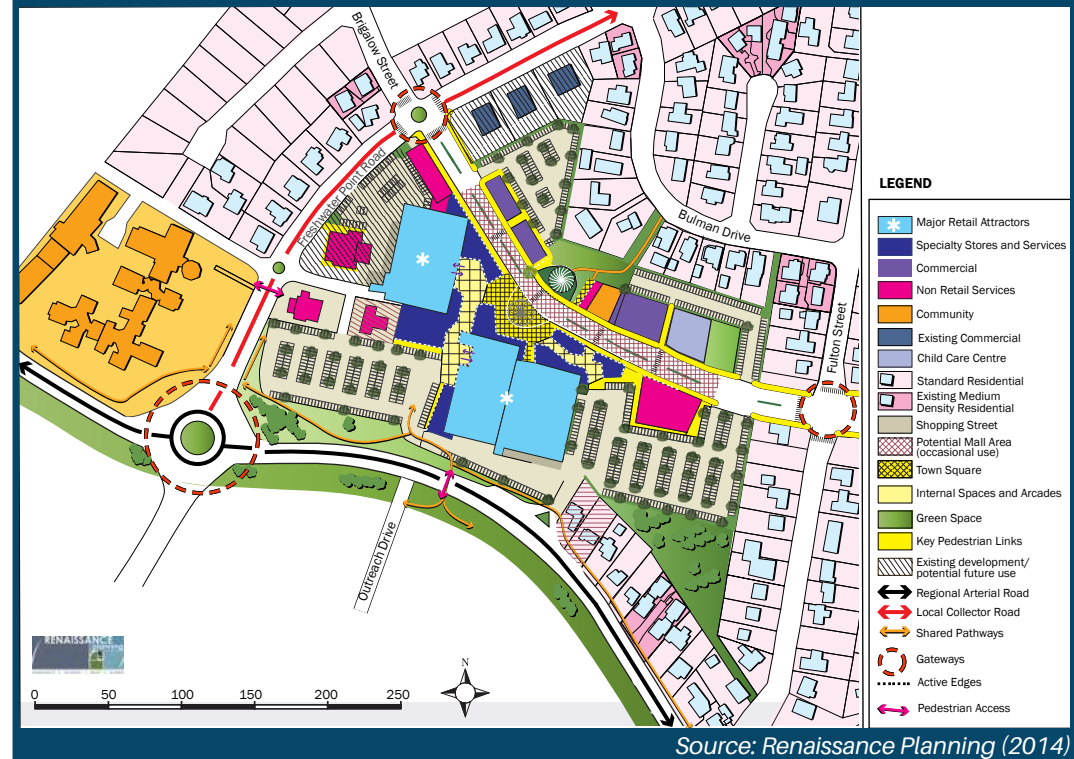 Brigalow Street
Freshwater Point Road
Bulman Drive
Fulton Street
Outreach Drive
RENAISSANCE
planning
0 50 100 150 200 250
N
LEGEND
Major Retail Attractors
Specialty Stores and Services
Commercial
Non Retail Services
Community
Existing Commercial
Child Care Centre
Standard Residential
Existing Medium
Density Residential
Shopping Street
Potential Mall Area
(occasional use)
Town Square
Internal Spaces and Arcades
Green Space
Key Pedestrian Links
Existing development/
potential future use
Regional Arterial Road
Local Collector Road
Shared Pathways
Gateways
Active Edges
Pedestrian Access
Source: Renaissance Planning (2014)